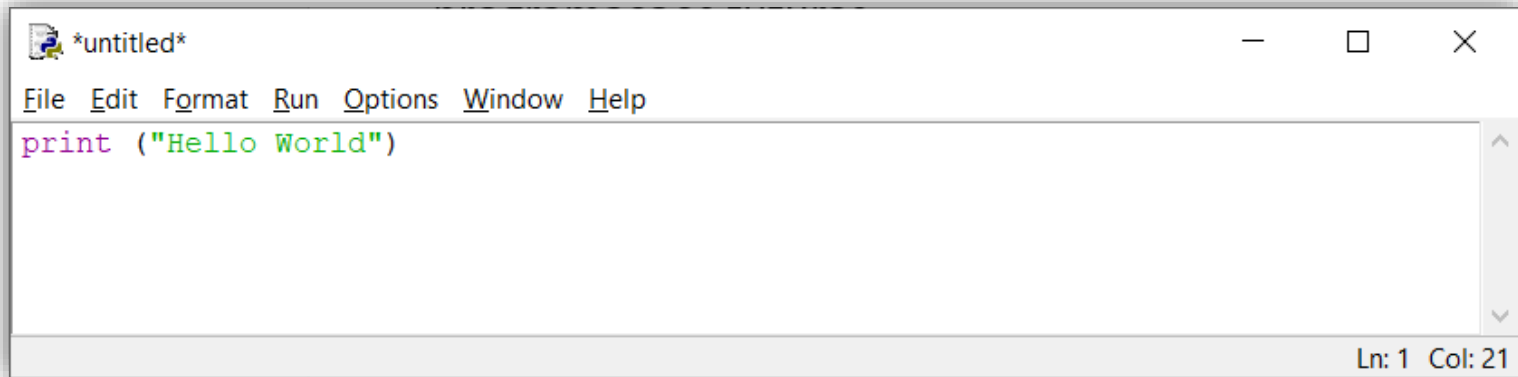 *untitled*
File Edit Format Run Options Window Help
print ("Hello World")
Ln: 1 Col: 21